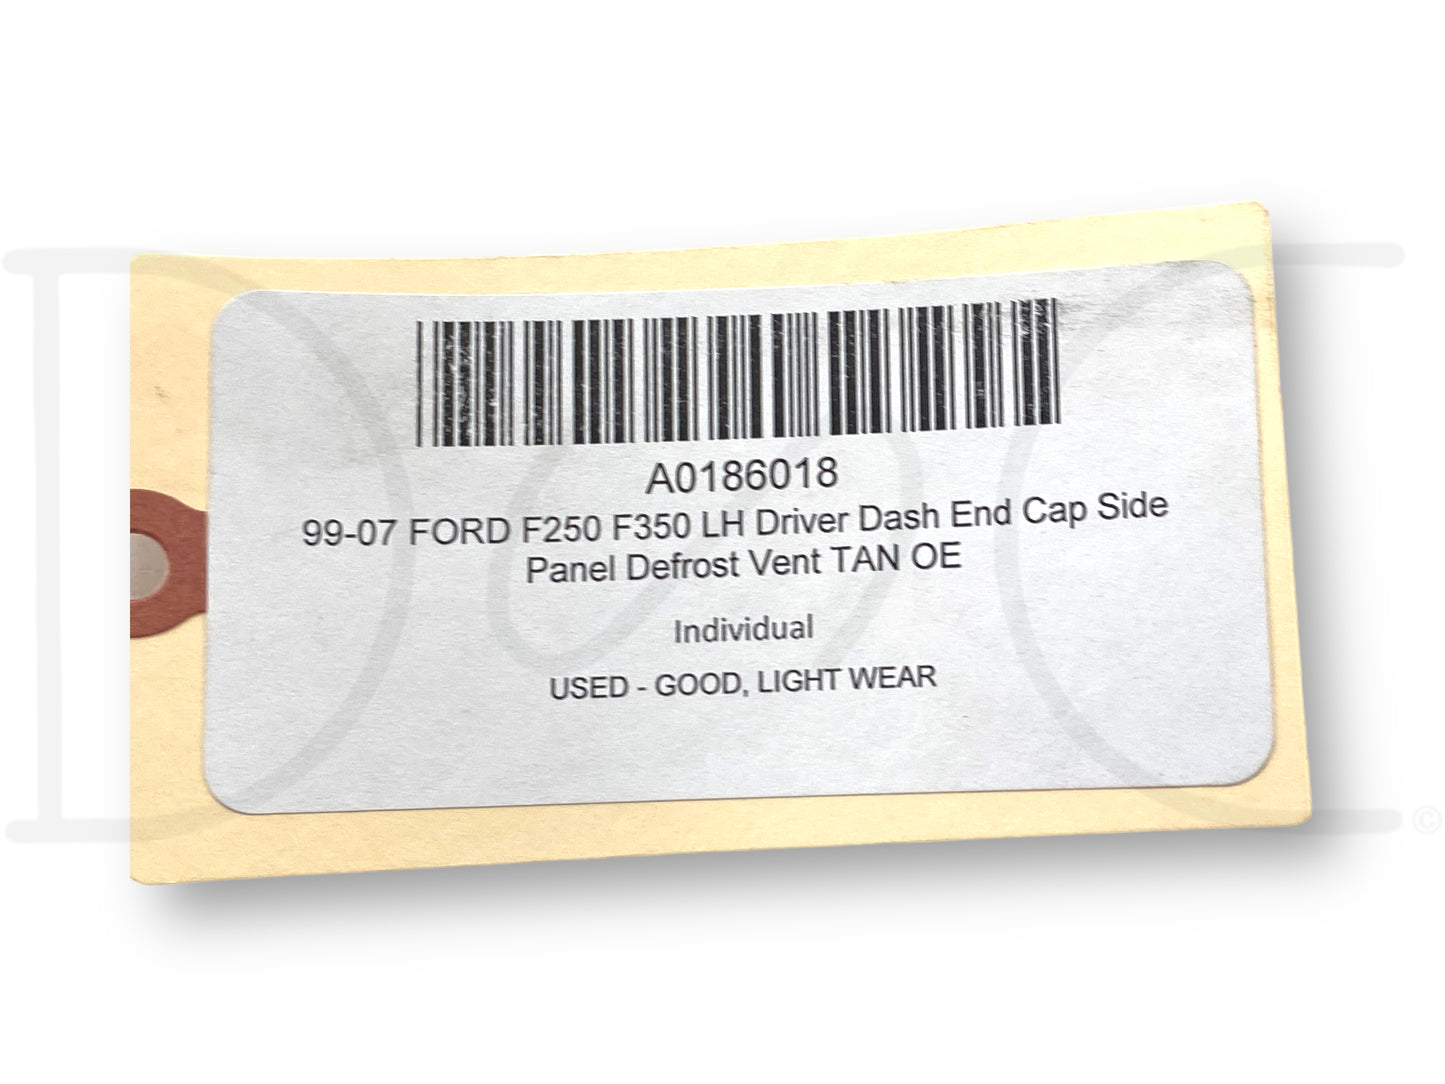 A0186018
99-07 FORD F250 F350 LH Driver Dash End Cap Side
Panel Defrost Vent TAN OE
Individual
USED - GOOD, LIGHT WEAR
©